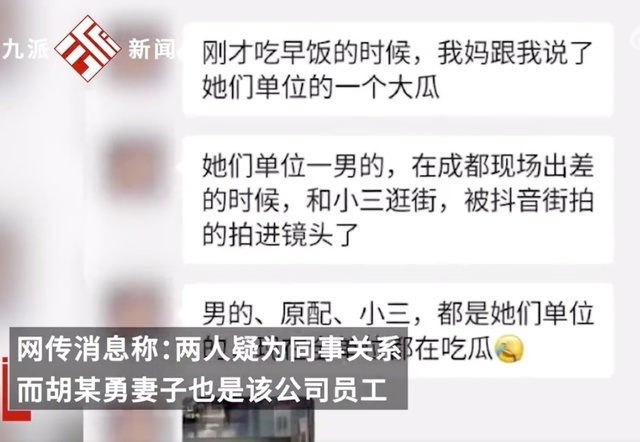 九派 新闻
刚才吃早饭的时候，我妈跟我说了
她们单位的一个大瓜
她们单位一男的，在成都现场出差
的时候，和小三逛街，被抖音街拍
的拍进镜头了
男的、原配、小三，都是她们单位
都在吃瓜
网传消息称：两人疑为同事关系
而胡某勇妻子也是该公司员工